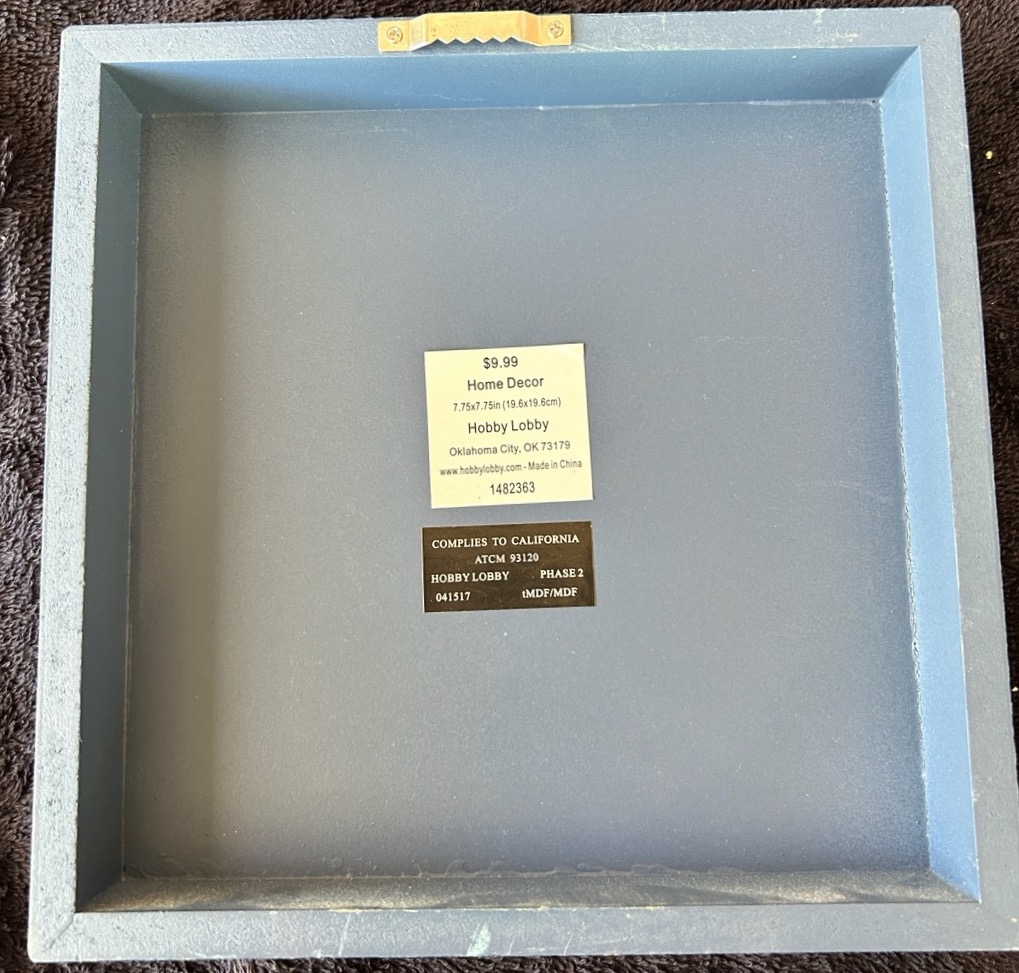 $9.99
Home Decor
7.75x7.75in (19.6x19.6cm)
Hobby Lobby
Oklahoma City, OK 73179
www.hobbylobby.com - Made in China
1482363
COMPLIES TO CALIFORNIA
ATCM 93120
HOBBY LOBBY PHASE 2
041517 tMDF/MDF